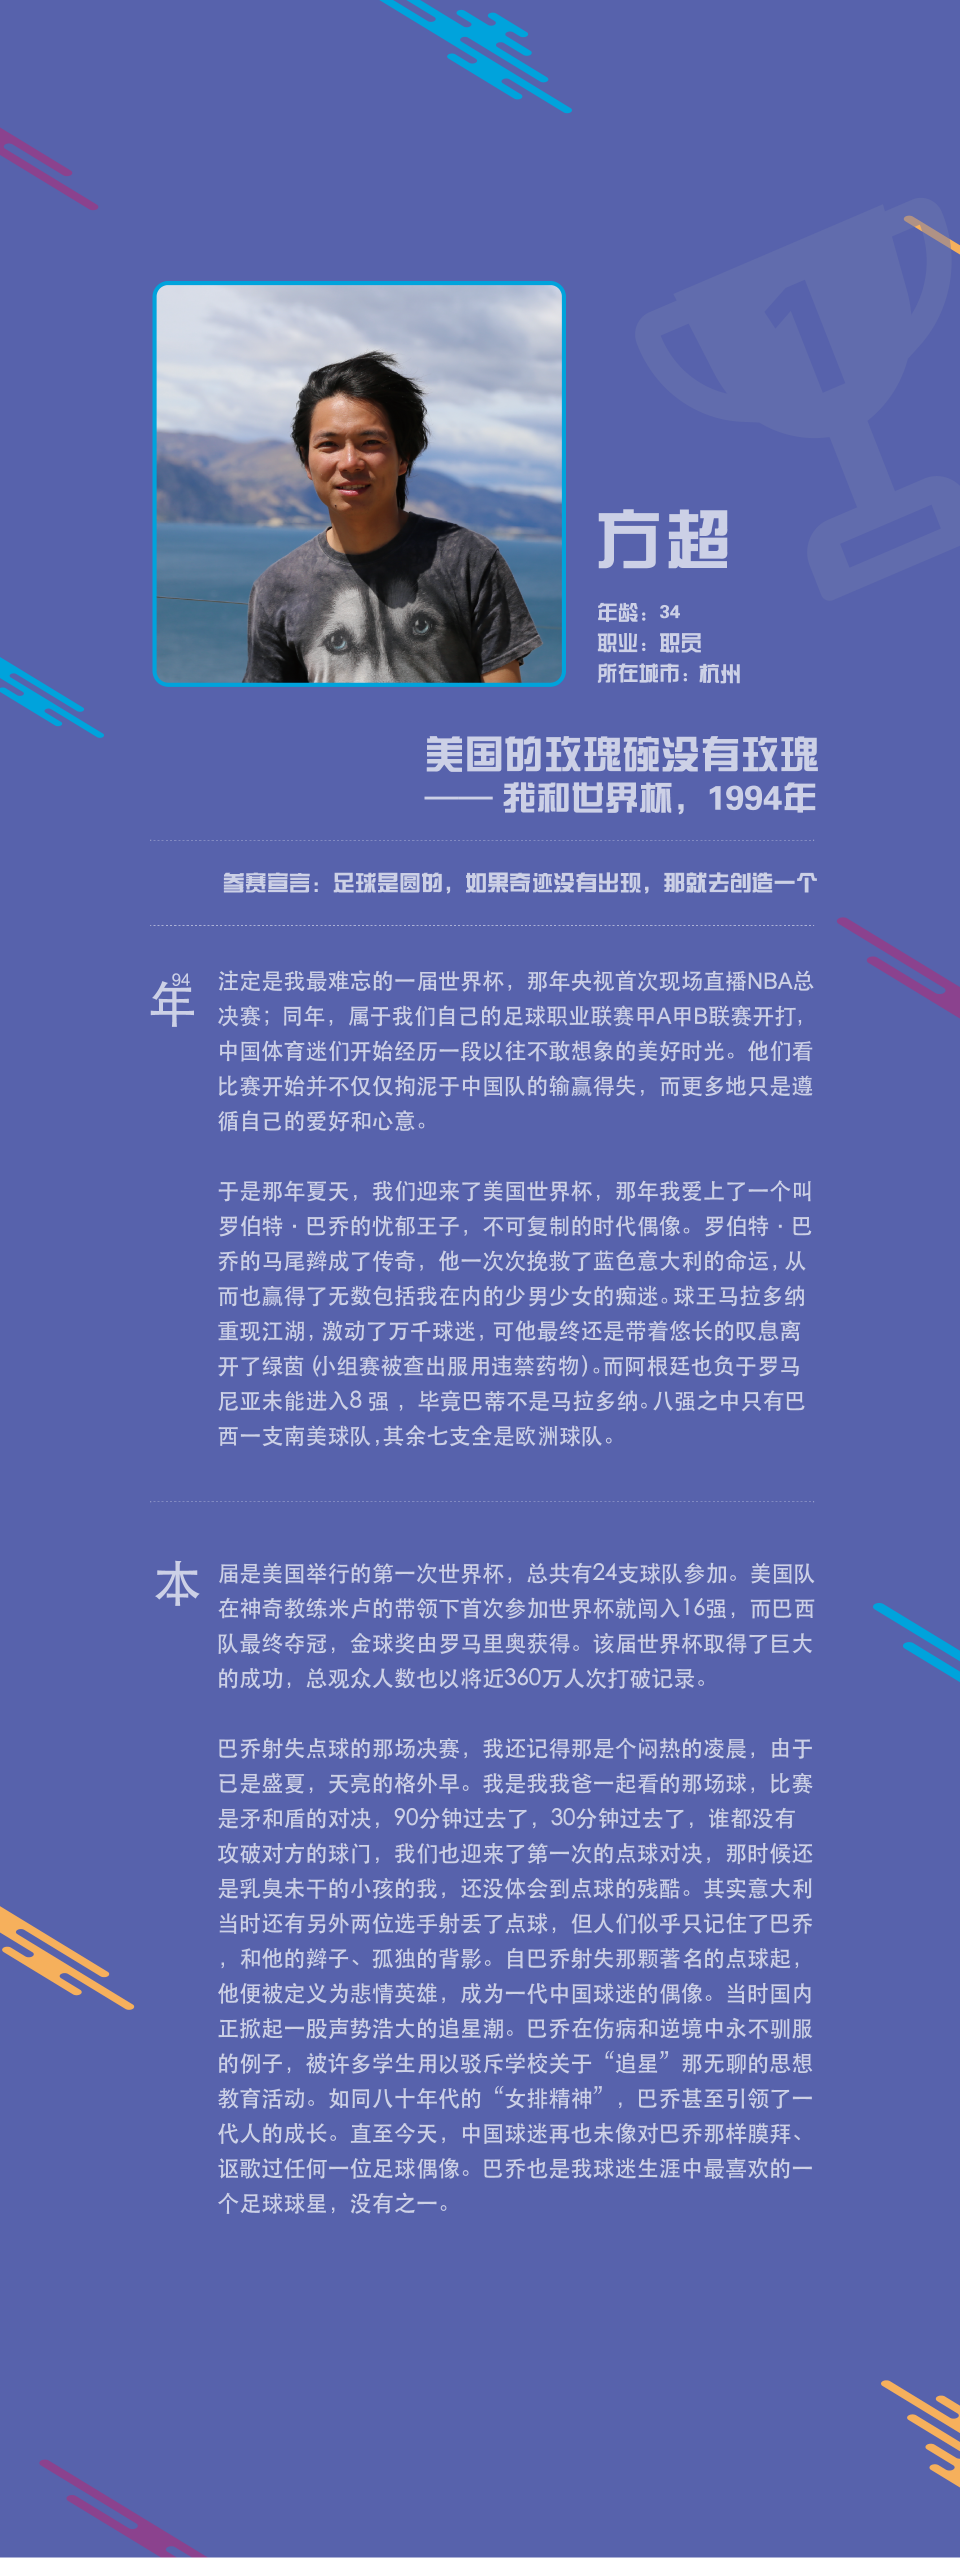 方超
年龄：34
职业：职员
所在城市：杭州
美国的玫瑰碗没有玫瑰
—— 我和世界杯，1994年
参赛宣言：足球是圆的，如果奇迹没有出现，那就去创造一个
94年
注定是我最难忘的一届世界杯，那年央视首次现场直播NBA总
决赛；同年，属于我们自己的足球职业联赛甲A甲B联赛开打，
中国体育迷们开始经历一段以往不敢想象的美好时光。他们看
比赛开始并不仅仅拘泥于中国队的输赢得失，而更多地只是遵
循自己的爱好和心意。
于是那年夏天，我们迎来了美国世界杯，那年我爱上了一个叫
罗伯特·巴乔的忧郁王子，不可复制的时代偶像。罗伯特·巴
乔的马尾辫成了传奇，他一次次挽救了蓝色意大利的命运，从
而也赢得了无数包括我在内的少男少女的痴迷。球王马拉多纳
重现江湖，激动了万千球迷，可他最终还是带着悠长的叹息离
开了绿茵（小组赛被查出服用违禁药物）。而阿根廷也负于罗马
尼亚未能进入8 强 ，毕竟巴蒂不是马拉多纳。八强之中只有巴
西一支南美球队，其余七支全是欧洲球队。
本
届是美国举行的第一次世界杯，总共有24支球队参加。美国队
在神奇教练米卢的带领下首次参加世界杯就闯入16强，而巴西
队最终夺冠，金球奖由罗马里奥获得。该届世界杯取得了巨大
的成功，总观众人数也以将近360万人次打破记录。
巴乔射失点球的那场决赛，我还记得那是个闷热的凌晨，由于
已是盛夏，天亮的格外早。我是我我爸一起看的那场球，比赛
是矛和盾的对决，90分钟过去了，30分钟过去了，谁都没有
攻破对方的球门，我们也迎来了第一次的点球对决，那时候还
是乳臭未干的小孩的我，还没体会到点球的残酷。其实意大利
当时还有另外两位选手射丢了点球，但人们似乎只记住了巴乔
，和他的辫子、孤独的背影。自巴乔射失那颗著名的点球起，
他便被定义为悲情英雄，成为一代中国球迷的偶像。当时国内
正掀起一股声势浩大的追星潮。巴乔在伤病和逆境中永不驯服
的例子，被许多学生用以驳斥学校关于“追星”那无聊的思想
教育活动。如同八十年代的“女排精神”，巴乔甚至引领了一
代人的成长。直至今天，中国球迷再也未像对巴乔那样膜拜、
讴歌过任何一位足球偶像。巴乔也是我球迷生涯中最喜欢的一
个足球球星，没有之一。